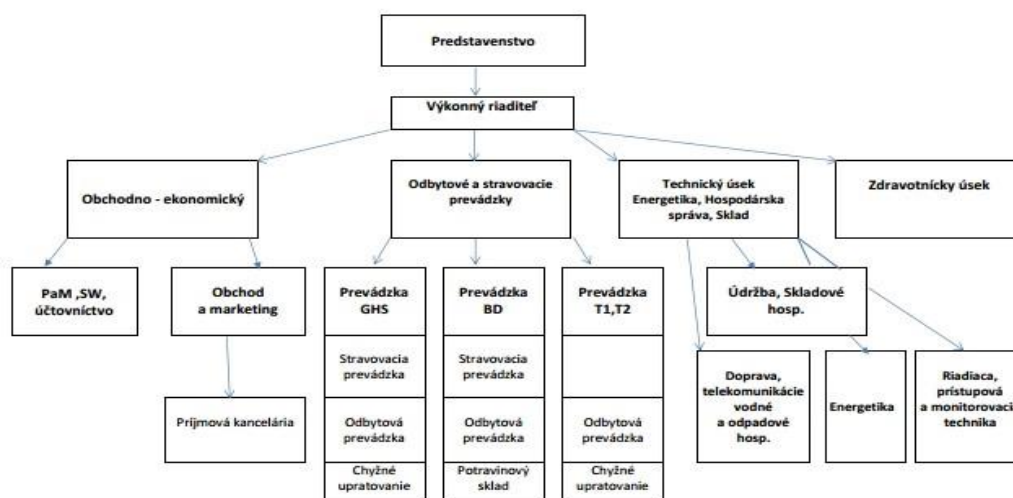 Predstavenstvo
Výkonný riaditeľ
Obchodno - ekonomický
Odbytové a stravovacie
prevádzky
Technický úsek
Energetika, Hospodárska
správa, Sklad
Zdravotnícky úsek
PaM ,SW,
účtovníctvo
Obchod
a marketing
Prevádzka
GHS
Prevádzka
BD
Prevádzka
T1,T2
Údržba, Skladové
hosp.
Stravovacia
prevádzka
Stravovacia
prevádzka
Doprava,
telekomunikácie
vodné
a odpadové
hosp.
Energetika
Riadiaca,
prístupová
a monitorovacia
technika
Príjmová kancelária
Odbytová
prevádzka
Odbytová
prevádzka
Odbytová
prevádzka
Chyžné
upratovanie
Potravinový
sklad
Chyžné
upratovanie